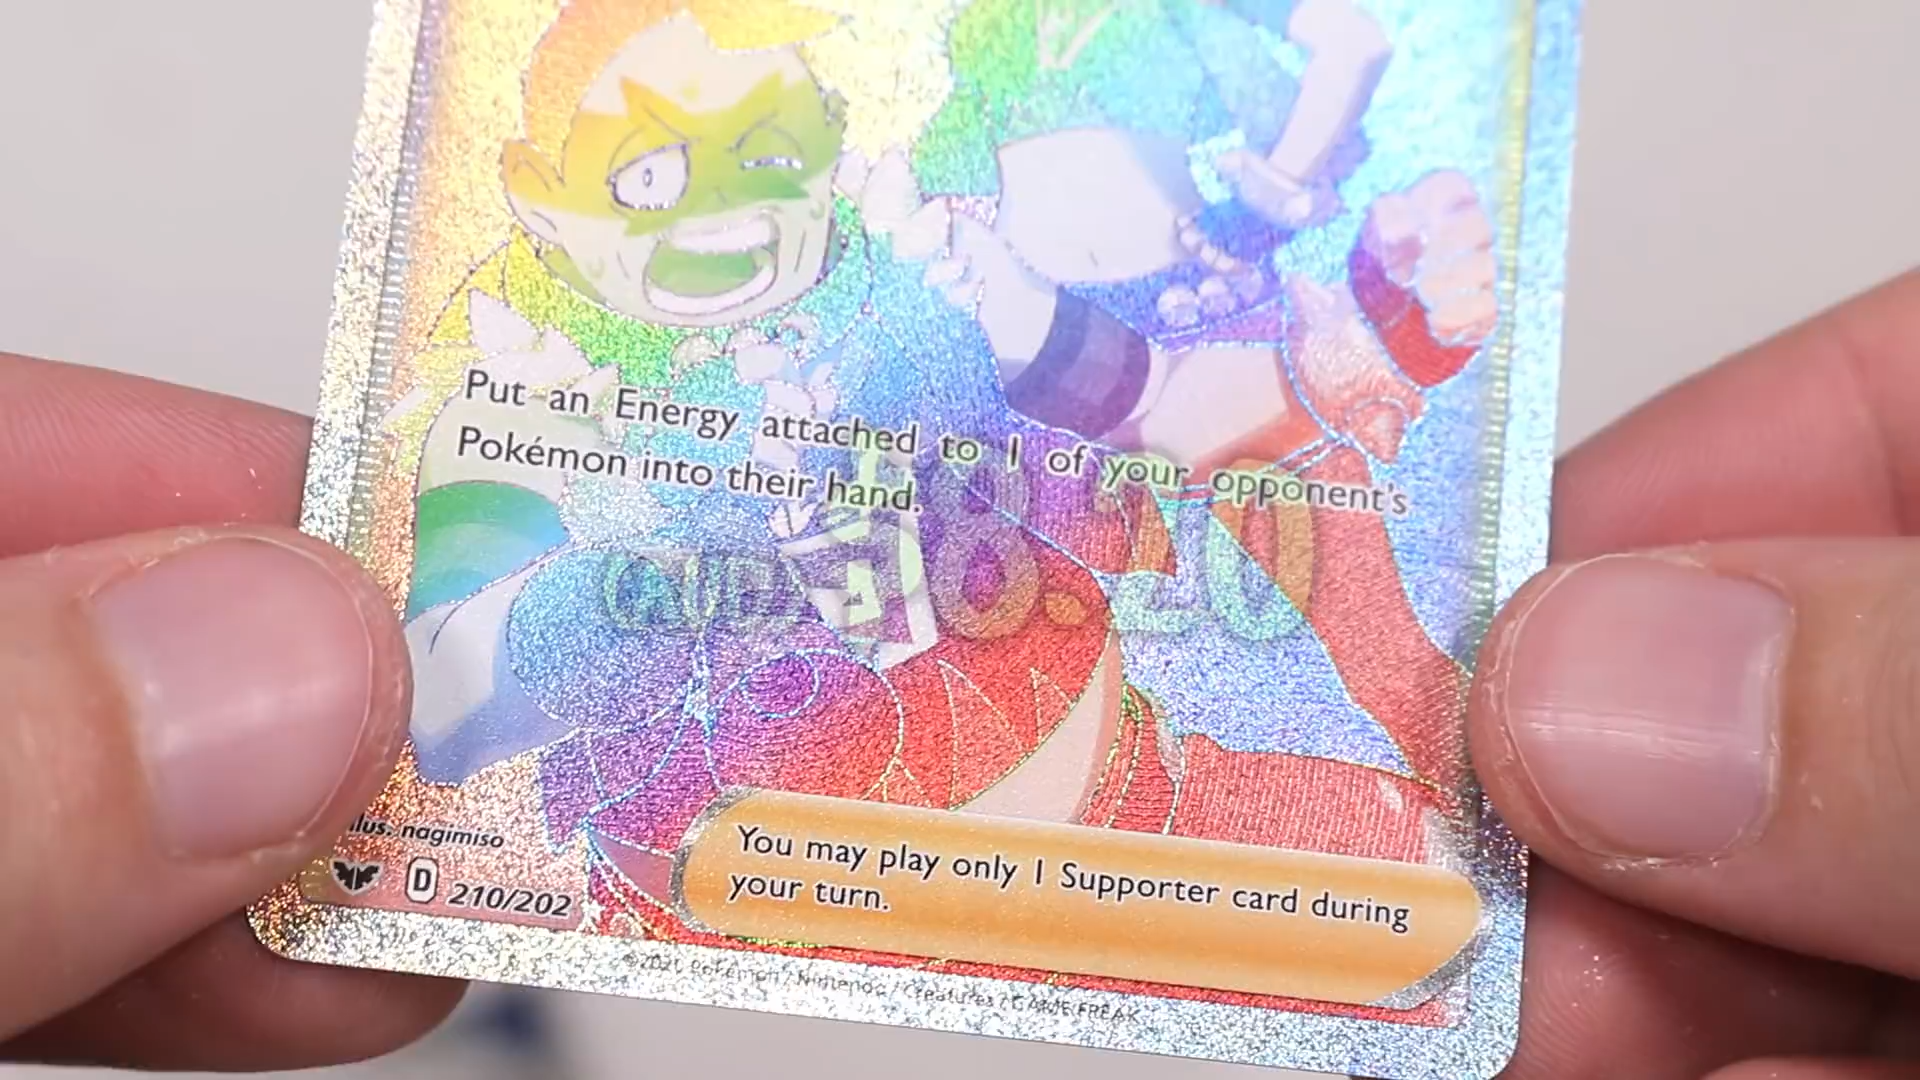 Put an Energy attached to 1 of your opponent's
Pokémon into their hand.
illus. nagimiso
D 210/202
You may play only 1 Supporter card during
your turn.
Pokémon / Nintendo / Creatures / GAME FREAK